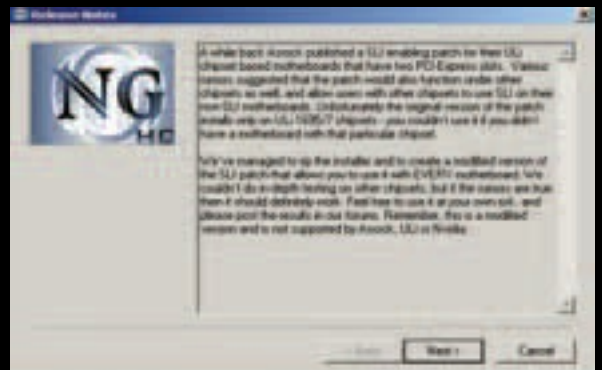 Release Notes
NG
HC
A while back Asrock published a SLI enabling patch for their ULi
chipset based motherboards that have two PCI-Express slots. Various
rumors suggested that the patch would also function under other
chipsets as well, and allow users with other chipsets to use SLI on their
non SLI motherboards. Unfortunately the original version of the patch
installs only on ULi chipsets - you couldn't use it if you didn't
have a motherboard with that particular chipset.
We've managed to rip the installer and to create a modified version of
the SLI patch that allows you to use it with EVERY motherboard. We
couldn't do in-depth testing on other chipsets, but if the rumors are true
then it should definitely work. Feel free to use it at your own risk, and
please post the results in our forums. Remember, this is a modified
version and is not supported by Asrock, ULi or Nvidia.
Next >
Cancel